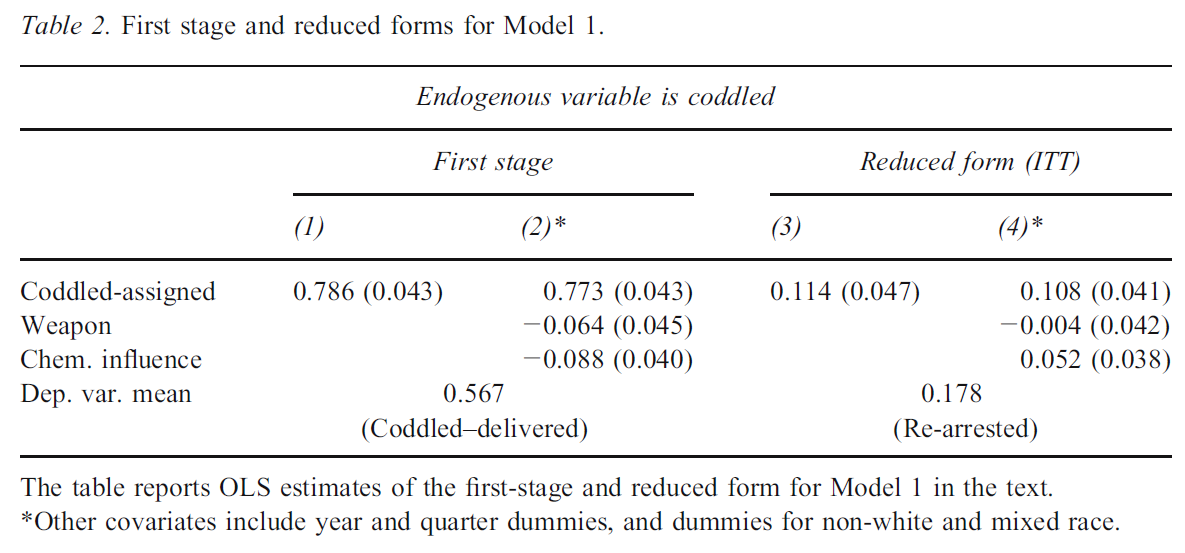 Table 2. First stage and reduced forms for Model 1.
Endogenous variable is coddled
First stage Reduced form (ITT)
(1) (2)* (3) (4)*
Coddled-assigned 0.786 (0.043) 0.773 (0.043) 0.114 (0.047) 0.108 (0.041)
Weapon −0.064 (0.045) −0.004 (0.042)
Chem. influence −0.088 (0.040) 0.052 (0.038)
Dep. var. mean 0.567 0.178
(Coddled–delivered) (Re-arrested)
The table reports OLS estimates of the first-stage and reduced form for Model 1 in the text.
*Other covariates include year and quarter dummies, and dummies for non-white and mixed race.